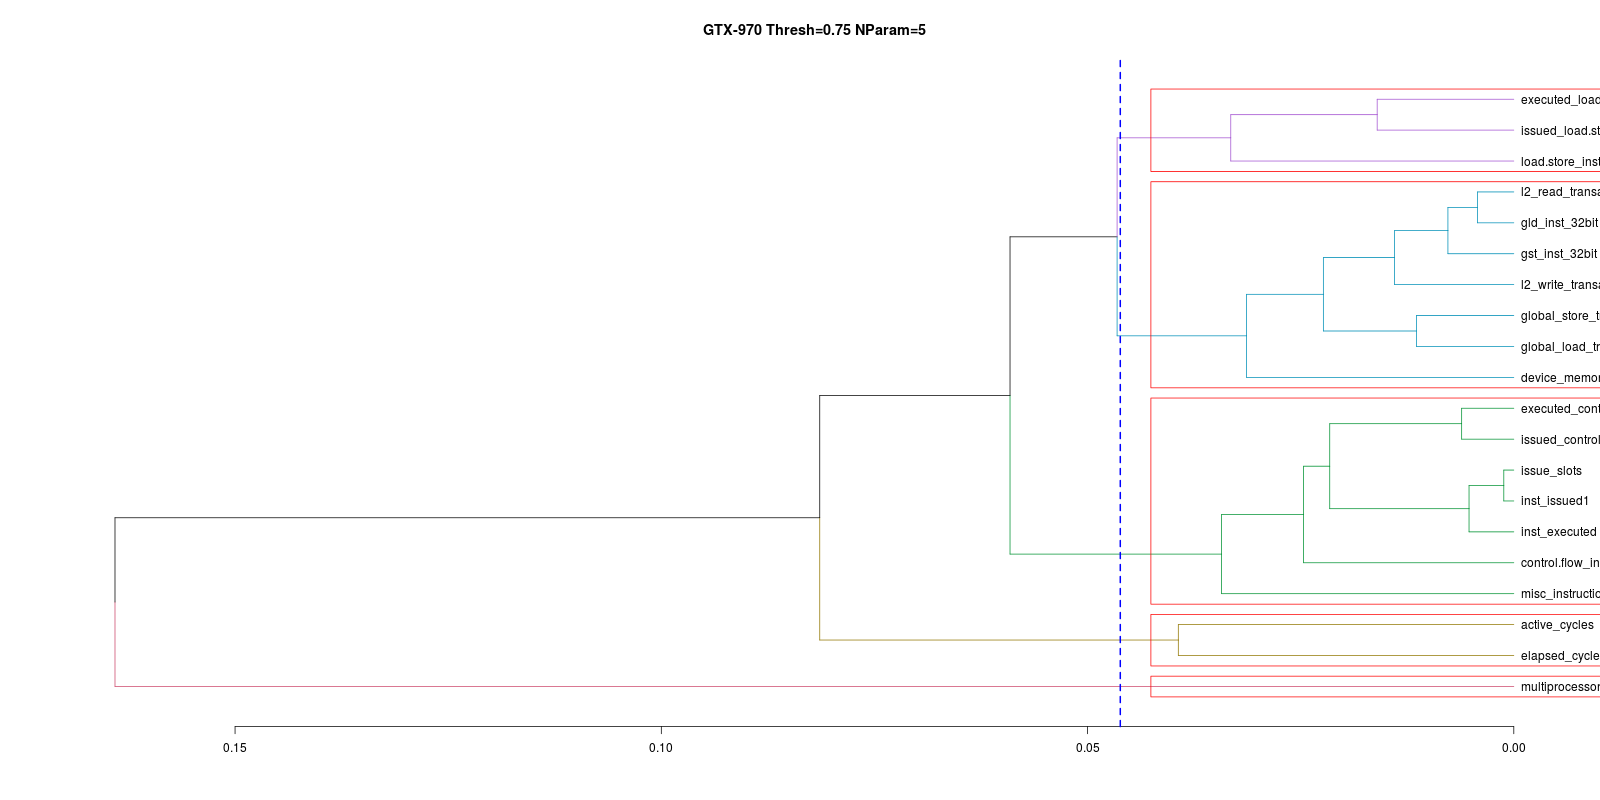 GTX-970 Thresh=0.75 NParam=5
executed_load
issued_load.st
load.store_inst
l2_read_transa
gld_inst_32bit
gst_inst_32bit
l2_write_transa
global_store_t
global_load_tr
device_memor
executed_cont
issued_control
issue_slots
inst_issued1
inst_executed
control.flow_in
misc_instructio
active_cycles
elapsed_cycle
multiprocessor
0.15 0.10 0.05 0.00